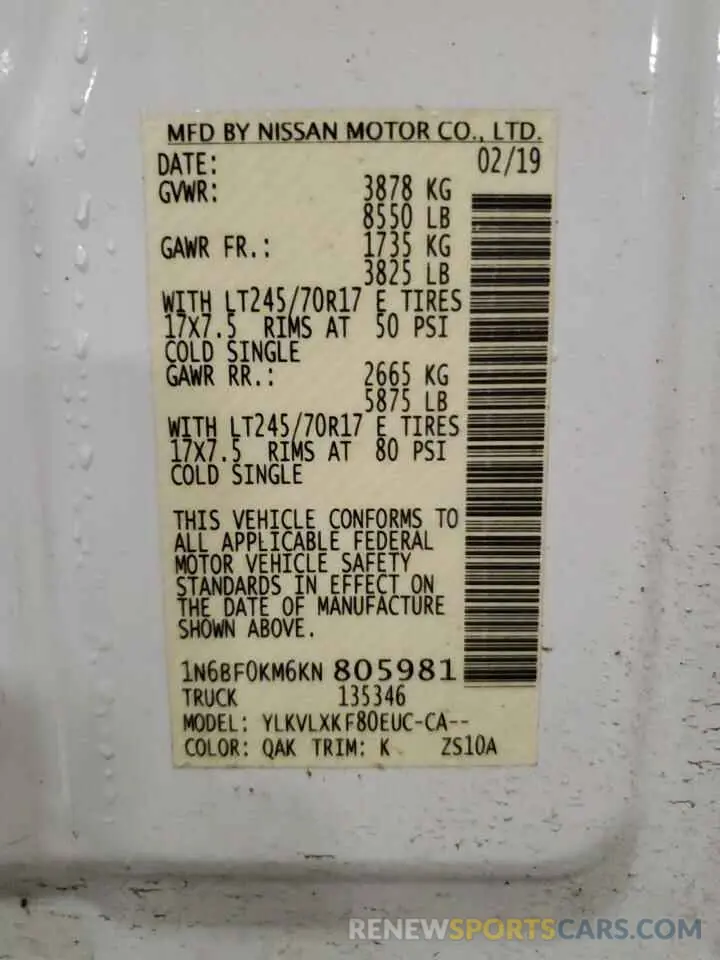 MFD BY NISSAN MOTOR CO., LTD.
DATE: 02/19
GVWR: 3878 KG
8550 LB
GAWR FR.: 1735 KG
3825 LB
WITH LT245/70R17 E TIRES
17X7.5 RIMS AT 50 PSI
COLD SINGLE
GAWR RR.: 2665 KG
5875 LB
WITH LT245/70R17 E TIRES
17X7.5 RIMS AT 80 PSI
COLD SINGLE
THIS VEHICLE CONFORMS TO
ALL APPLICABLE FEDERAL
MOTOR VEHICLE SAFETY
STANDARDS IN EFFECT ON
THE DATE OF MANUFACTURE
SHOWN ABOVE.
1N6BF0KM6KN 805981
TRUCK 135346
MODEL: YLKVLXKF80EUC-CA--
COLOR: QAK TRIM: K ZS10A
RENEWSPORTSCARS.COM